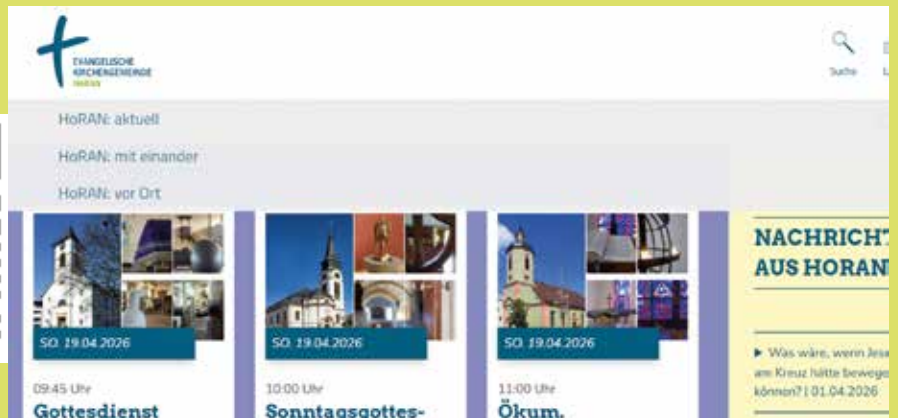 EVANGELISCHE
KIRCHENGEMEINDE
HoRAN
Suche
HoRAN: aktuell
HoRAN: mit einander
HoRAN: vor Ort
SO. 19.04.2026
09:45 Uhr
Gottesdienst
SO. 19.04.2026
10:00 Uhr
Sonntagsgottes-
SO. 19.04.2026
11:00 Uhr
Ökum.
NACHRICHT
AUS HORAN
▶ Was wäre, wenn Jesu
am Kreuz hätte bewege
können? | 01.04.2026